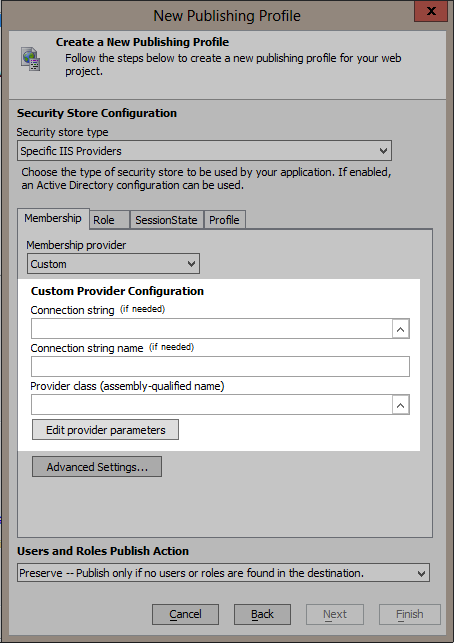 New Publishing Profile
x
Create a New Publishing Profile
Follow the steps below to create a new publishing profile for your web
project.
Security Store Configuration
Security store type
Specific IIS Providers
Choose the type of security store to be used by your application. If enabled,
an Active Directory configuration can be used.
Membership Role SessionState Profile
Membership provider
Custom
Custom Provider Configuration
Connection string (if needed)
Connection string name (if needed)
Provider class (assembly-qualified name)
Edit provider parameters
Advanced Settings...
Users and Roles Publish Action
Preserve -- Publish only if no users or roles are found in the destination.
Cancel Back Next Finish